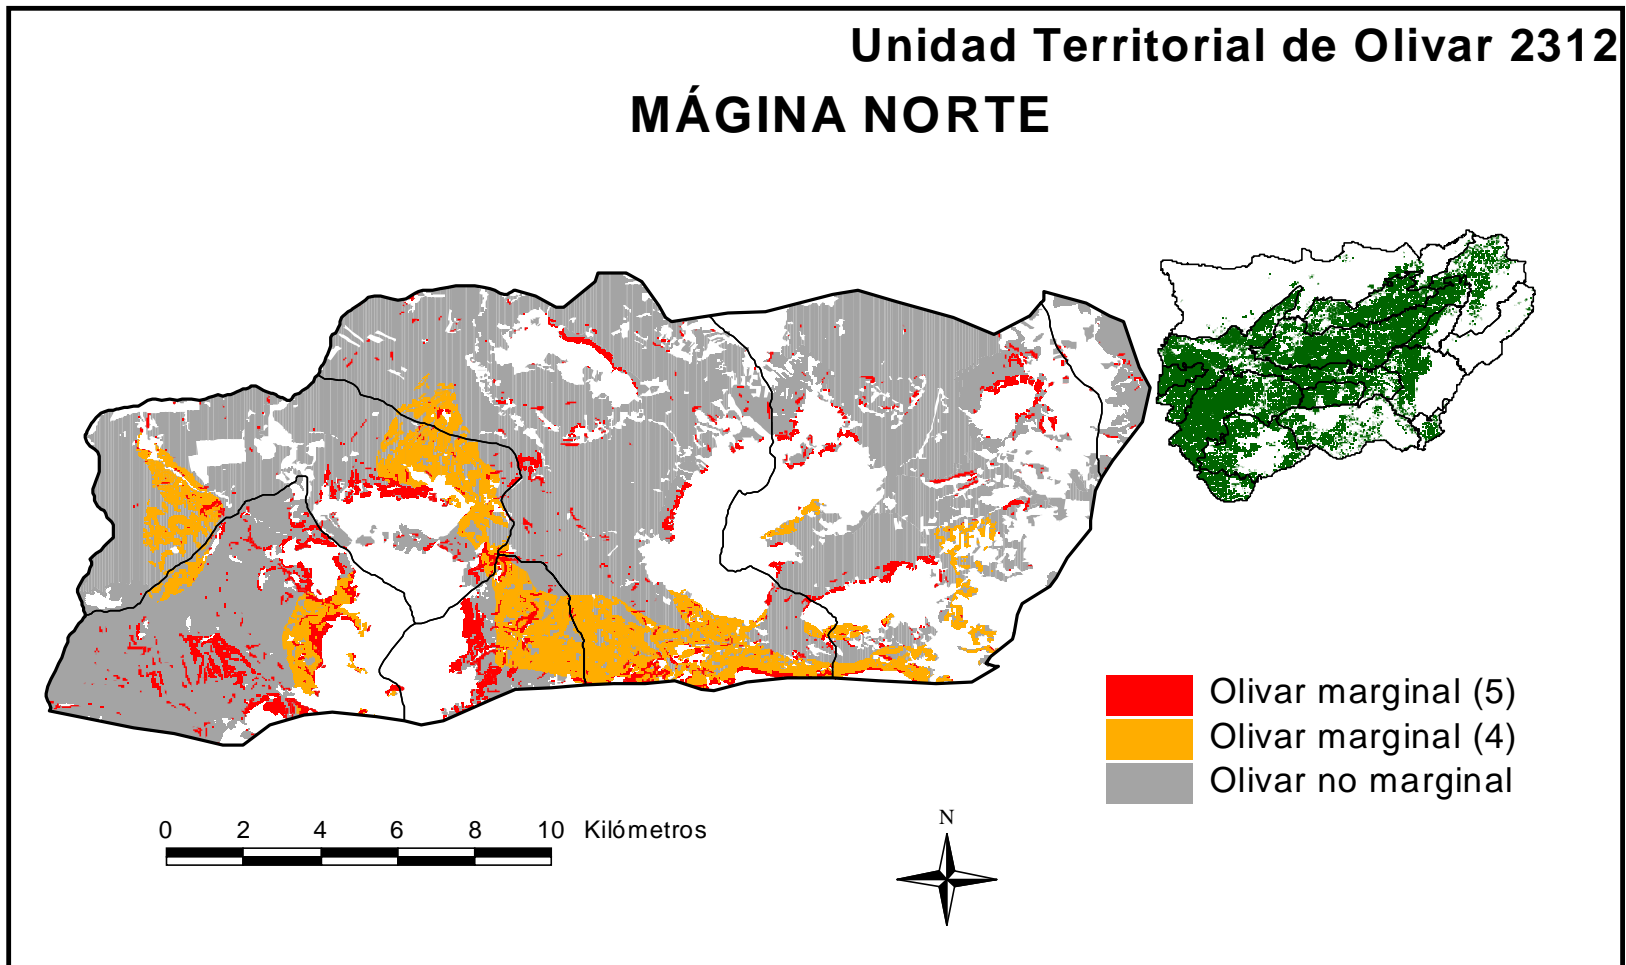 Unidad Territorial de Olivar 2312
MÁGINA NORTE
Olivar marginal (5)
Olivar marginal (4)
Olivar no marginal
0 2 4 6 8 10 Kilómetros
N